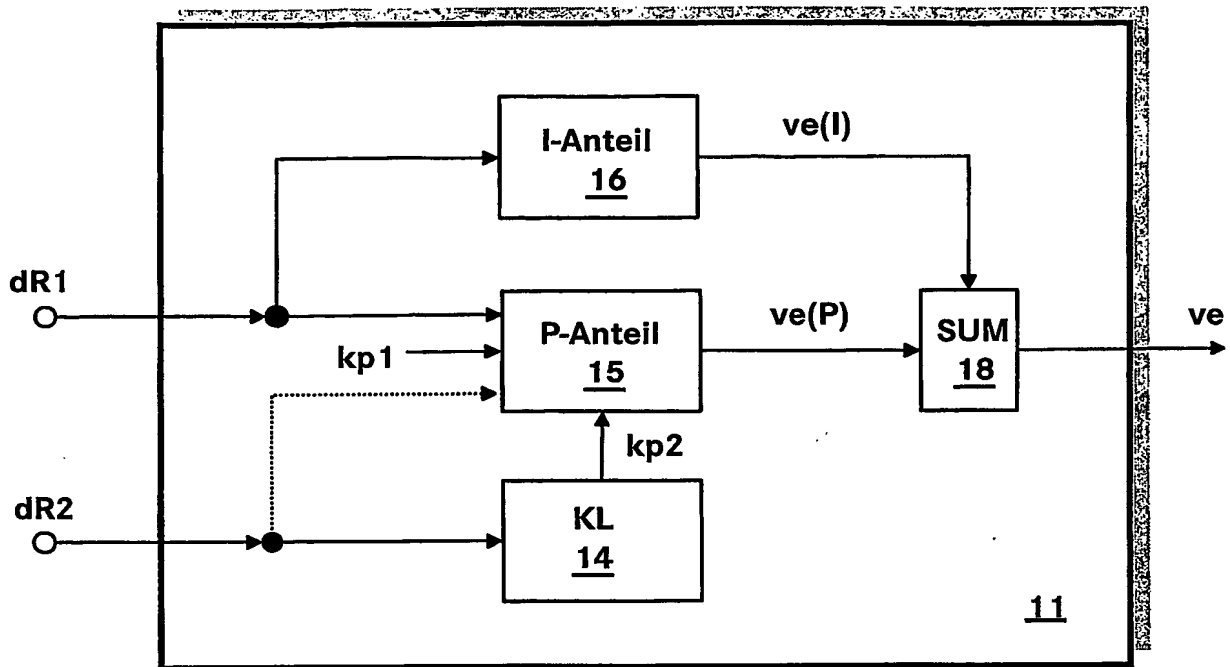 I-Anteil
16
ve(I)
dR1
kp1
P-Anteil
15
ve(P)
SUM
18
ve
kp2
dR2
KL
14
11